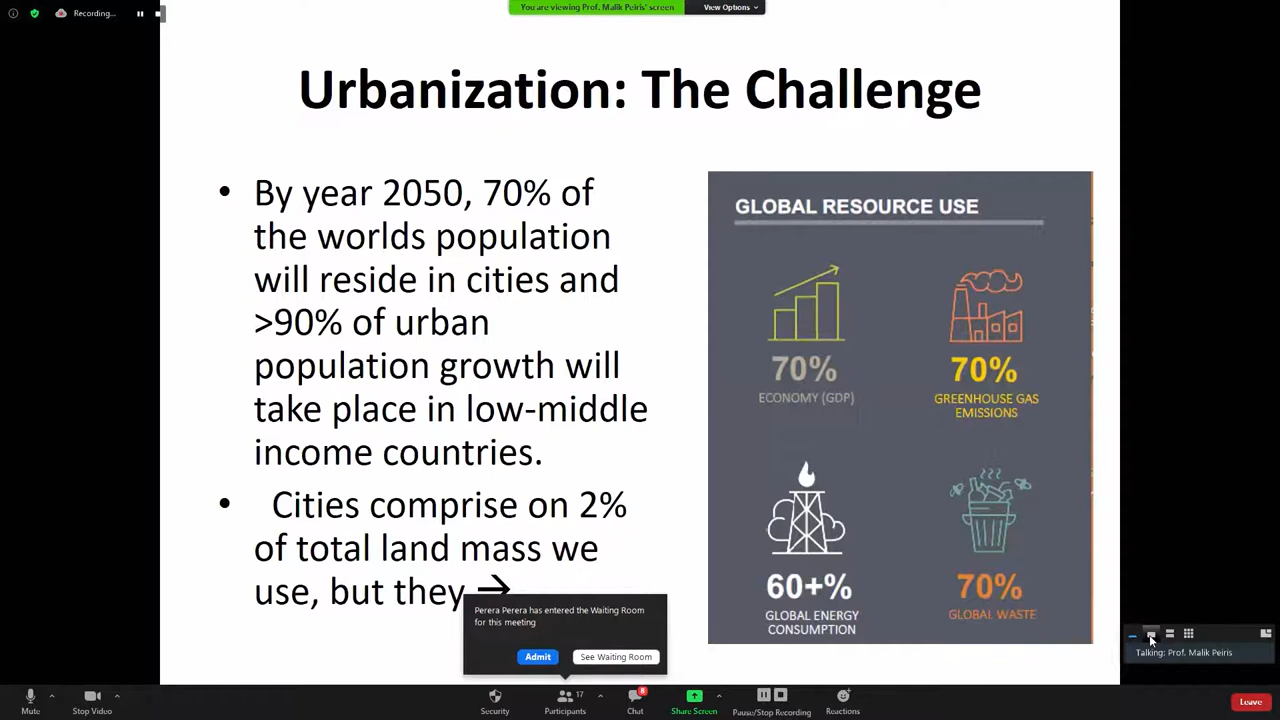 Recording...
You are viewing Prof. Malik Peiris' screen
View Options
Urbanization: The Challenge
• By year 2050, 70% of
the worlds population
will reside in cities and
>90% of urban
population growth will
take place in low-middle
income countries.
• Cities comprise on 2%
of total land mass we
use, but they →
GLOBAL RESOURCE USE
70%
ECONOMY (GDP)
70%
GREENHOUSE GAS
EMISSIONS
60+%
GLOBAL ENERGY
CONSUMPTION
70%
GLOBAL WASTE
Perera Perera has entered the Waiting Room
for this meeting
Admit
See Waiting Room
Talking: Prof. Malik Peiris
Mute
Stop Video
Security
Participants
17
Chat
8
Share Screen
Pause/Stop Recording
Reactions
Leave